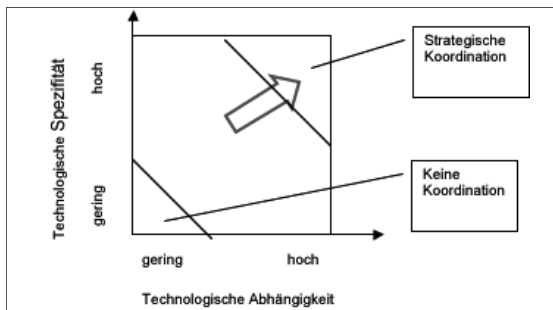 Technologische Spezifität
hoch
gering
Strategische
Koordination
Keine
Koordination
gering
hoch
Technologische Abhängigkeit